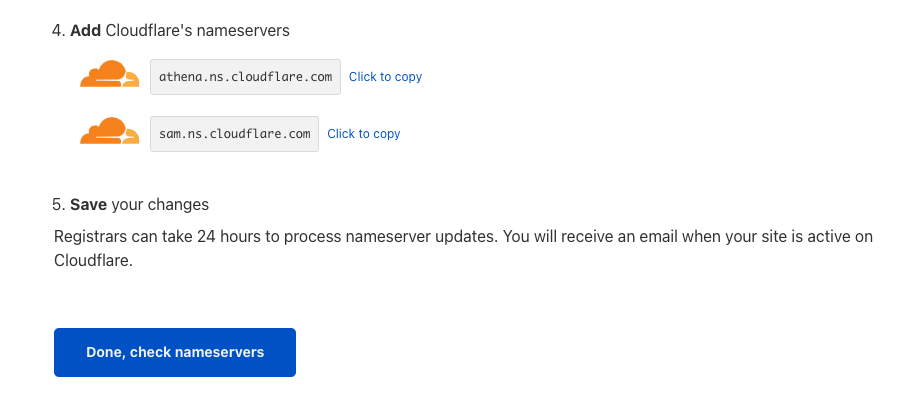 4. Add Cloudflare's nameservers
athena.ns.cloudflare.com Click to copy
sam.ns.cloudflare.com Click to copy
5. Save your changes
Registrars can take 24 hours to process nameserver updates. You will receive an email when your site is active on
Cloudflare.
Done, check nameservers